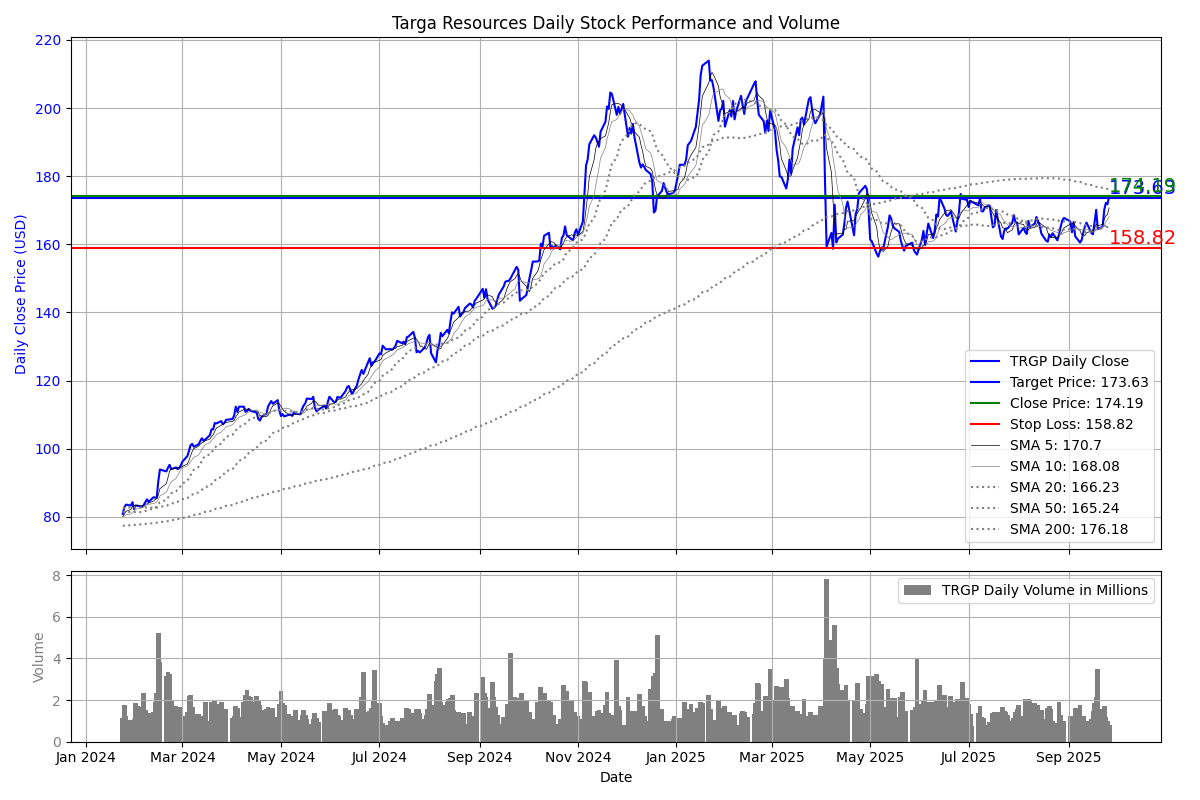 Targa Resources Daily Stock Performance and Volume
Daily Close Price (USD)
220
200
180
160
140
120
100
80
174.19
173.63
158.82
TRGP Daily Close
Target Price: 173.63
Close Price: 174.19
Stop Loss: 158.82
SMA 5: 170.7
SMA 10: 168.08
SMA 20: 166.23
SMA 50: 165.24
SMA 200: 176.18
Volume
8
6
4
2
0
TRGP Daily Volume in Millions
Jan 2024 Mar 2024 May 2024 Jul 2024 Sep 2024 Nov 2024 Jan 2025 Mar 2025 May 2025 Jul 2025 Sep 2025
Date